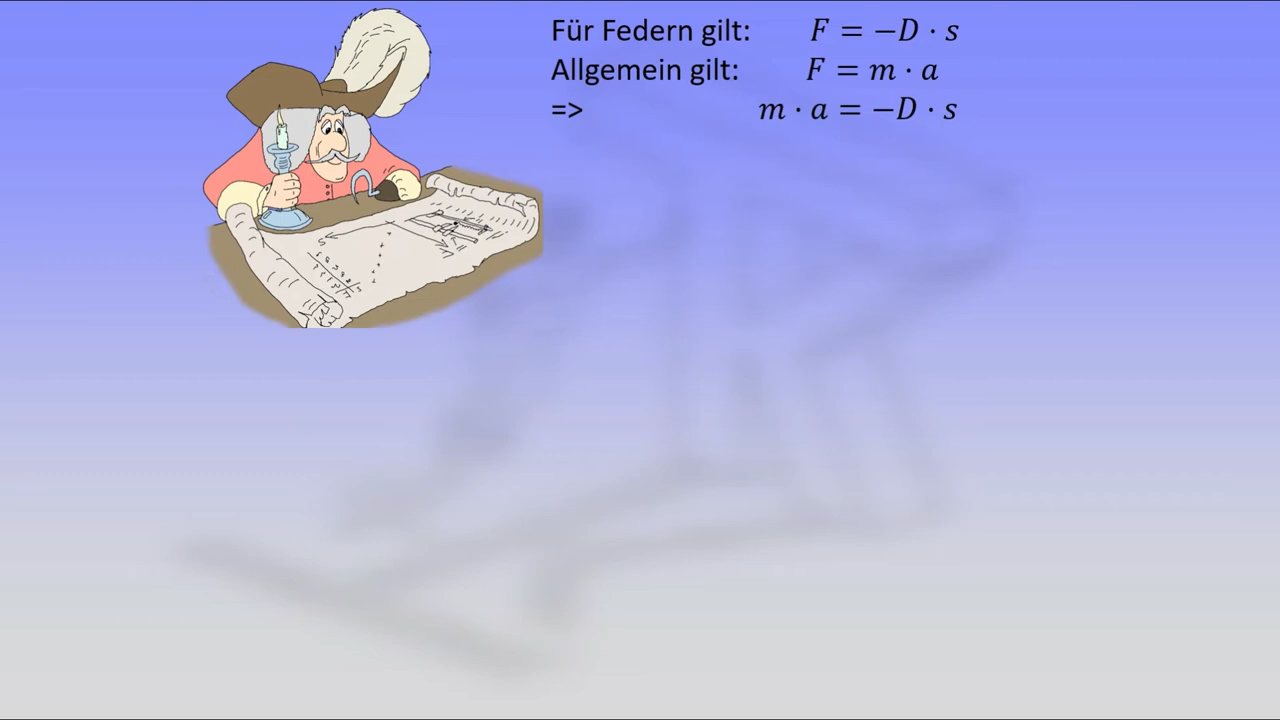 Für Federn gilt: F = −D · s
Allgemein gilt: F = m · a
=> m · a = −D · s